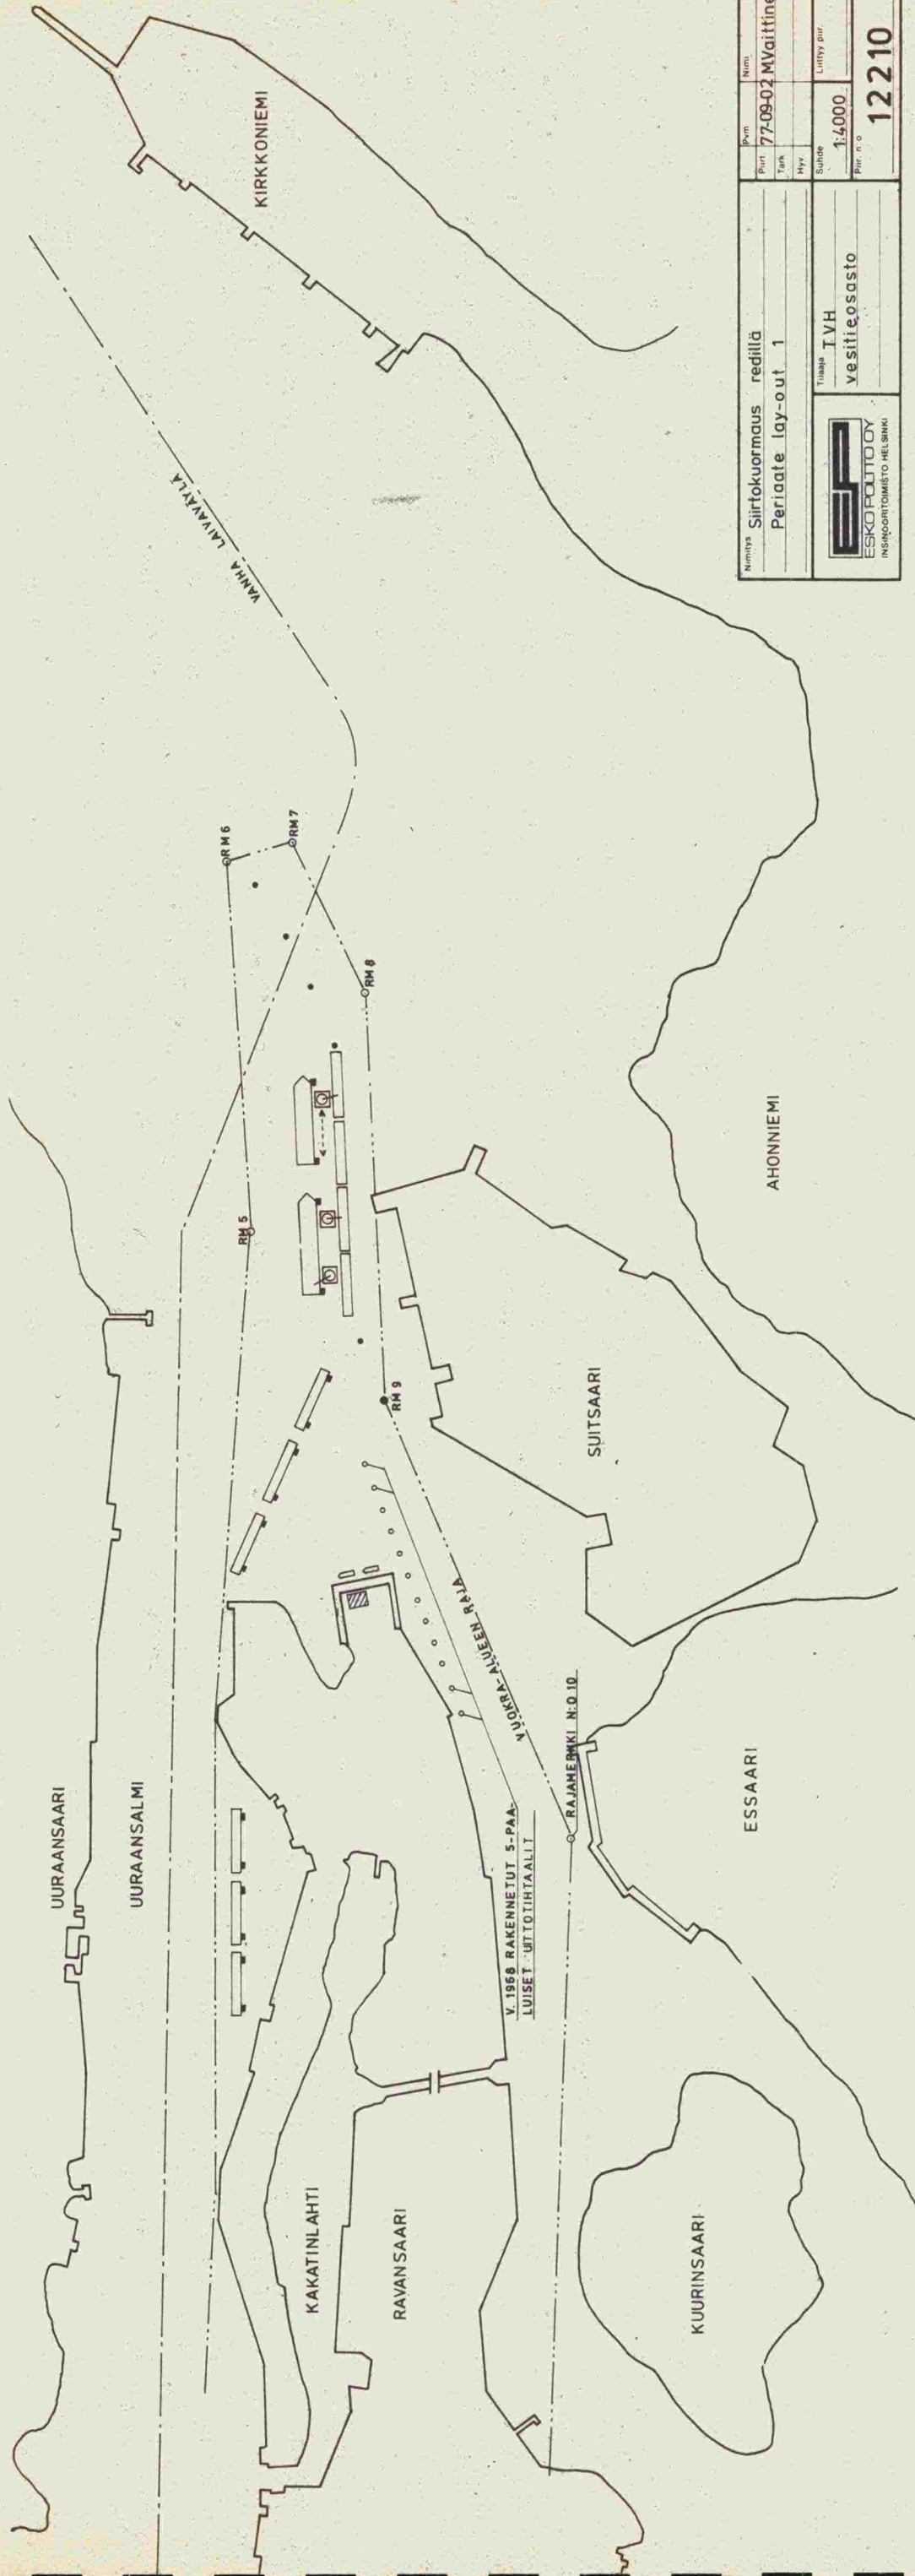 UURAANSAARI
UURAANSALMI
KAKATINLAHTI
RAVANSAARI
KUURINSAARI
V. 1968 RAKENNETUT 5-PAA-
LUISET UITTOTIHTAALIT
RAJAMERKKI N:O 10
VUOKRA-ALUEEN RAJA
ESSAARI
SUITSAARI
AHONNIEMI
RM 9
RM 5
RM 8
RM 7
RM 6
VANHA LAIVAVÄYLÄ
KIRKKONIEMI
Nimitys Siirtokuormaus redillä
Periaate lay-out 1
Pvm Nimi
Piirt. 77-09-02 MVaittine
Tark
Hyv.
EP
ESKO POLTTO OY
INSINÖÖRITOIMISTO HELSINKI
Tilaaja TVH
vesitieosasto
Suhde 1:4000
Liittyy piir.
Piir. n:o
12210